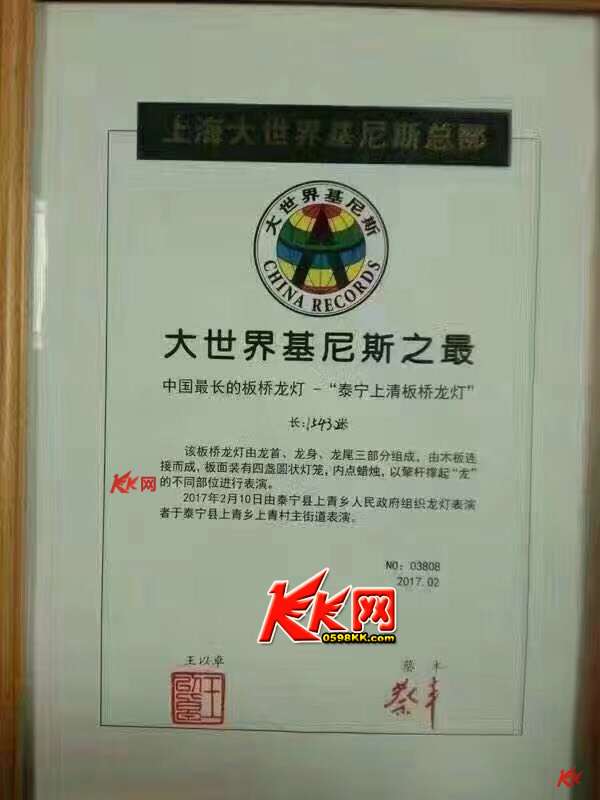 上海大世界基尼斯总部
大世界基尼斯
CHINA RECORDS
大世界基尼斯之最
中国最长的板桥龙灯 – “泰宁上清板桥龙灯”
长:1543米
该板桥龙灯由龙首、龙身、龙尾三部分组成，由木板连
接而成，板面装有四盏圆状灯笼，内点蜡烛，以擎杆撑起“龙”
的不同部位进行表演。
KK网
2017年2月10日由泰宁县上青乡人民政府组织龙灯表演
者于泰宁县上青乡上青村主街道表演。
NO: 03808
2017.02
KK网
0598KK.com
王以卓
蔡丰
蔡丰
KK